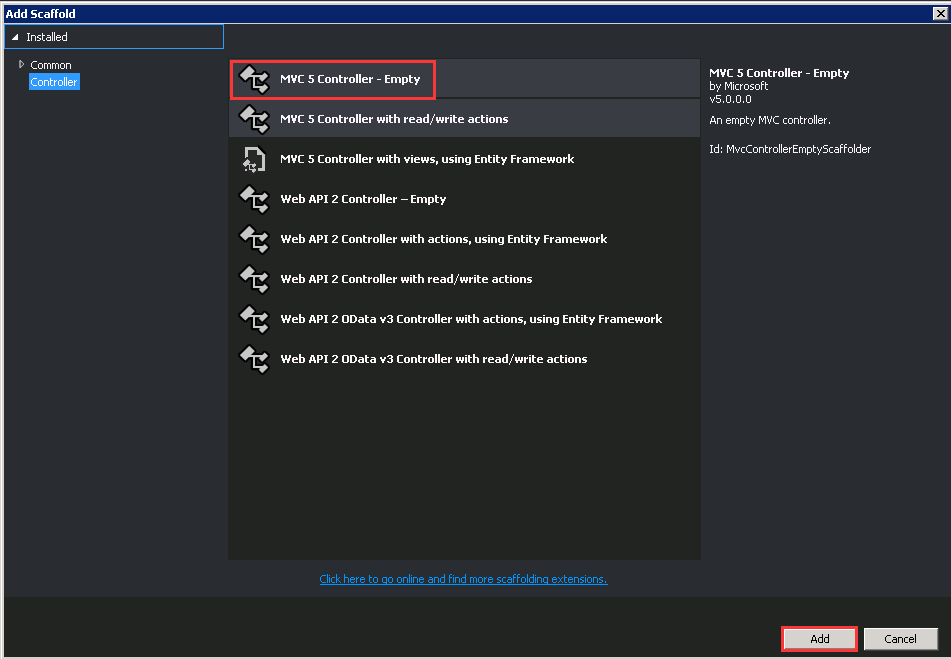 Add Scaffold
Installed
Common
Controller
MVC 5 Controller - Empty
MVC 5 Controller with read/write actions
MVC 5 Controller with views, using Entity Framework
Web API 2 Controller – Empty
Web API 2 Controller with actions, using Entity Framework
Web API 2 Controller with read/write actions
Web API 2 OData v3 Controller with actions, using Entity Framework
Web API 2 OData v3 Controller with read/write actions
MVC 5 Controller - Empty
by Microsoft
v5.0.0.0
An empty MVC controller.
Id: MvcControllerEmptyScaffolder
Click here to go online and find more scaffolding extensions.
Add
Cancel